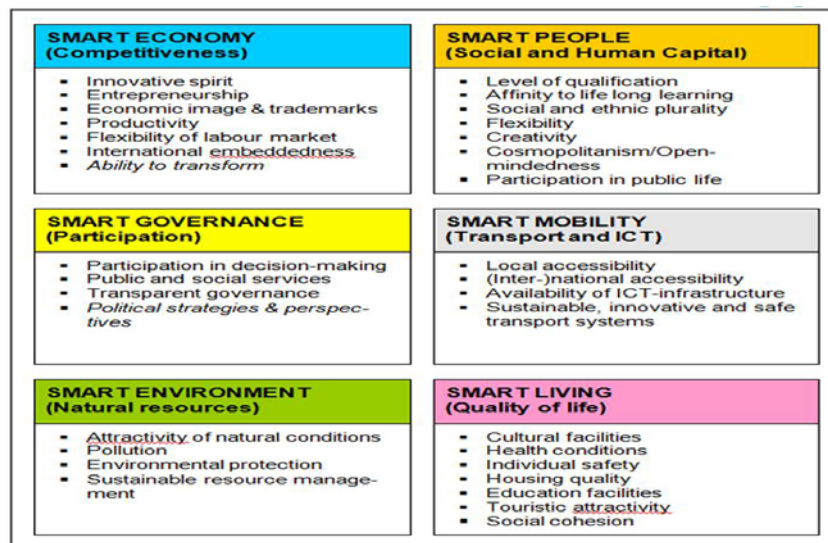 SMART ECONOMY
(Competitiveness)
▪ Innovative spirit
▪ Entrepreneurship
▪ Economic image & trademarks
▪ Productivity
▪ Flexibility of labour market
▪ International embeddedness
▪ Ability to transform
SMART PEOPLE
(Social and Human Capital)
▪ Level of qualification
▪ Affinity to life long learning
▪ Social and ethnic plurality
▪ Flexibility
▪ Creativity
▪ Cosmopolitanism/Open-
mindedness
▪ Participation in public life
SMART GOVERNANCE
(Participation)
▪ Participation in decision-making
▪ Public and social services
▪ Transparent governance
▪ Political strategies & perspec-
tives
SMART MOBILITY
(Transport and ICT)
▪ Local accessibility
▪ (Inter-)national accessibility
▪ Availability of ICT-infrastructure
▪ Sustainable, innovative and safe
transport systems
SMART ENVIRONMENT
(Natural resources)
▪ Attractivity of natural conditions
▪ Pollution
▪ Environmental protection
▪ Sustainable resource manage-
ment
SMART LIVING
(Quality of life)
▪ Cultural facilities
▪ Health conditions
▪ Individual safety
▪ Housing quality
▪ Education facilities
▪ Touristic attractivity
▪ Social cohesion